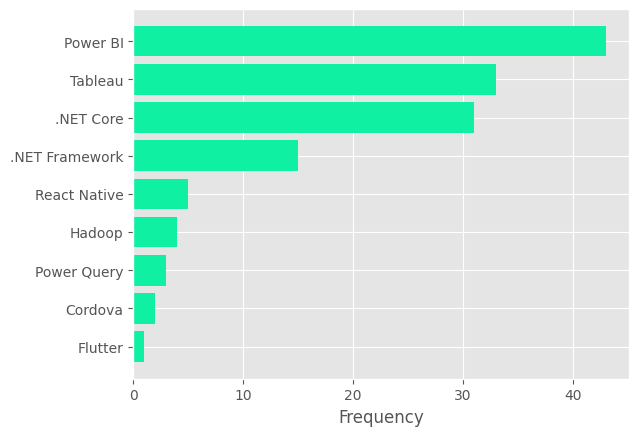 Power BI
Tableau
.NET Core
.NET Framework
React Native
Hadoop
Power Query
Cordova
Flutter
0 10 20 30 40
Frequency